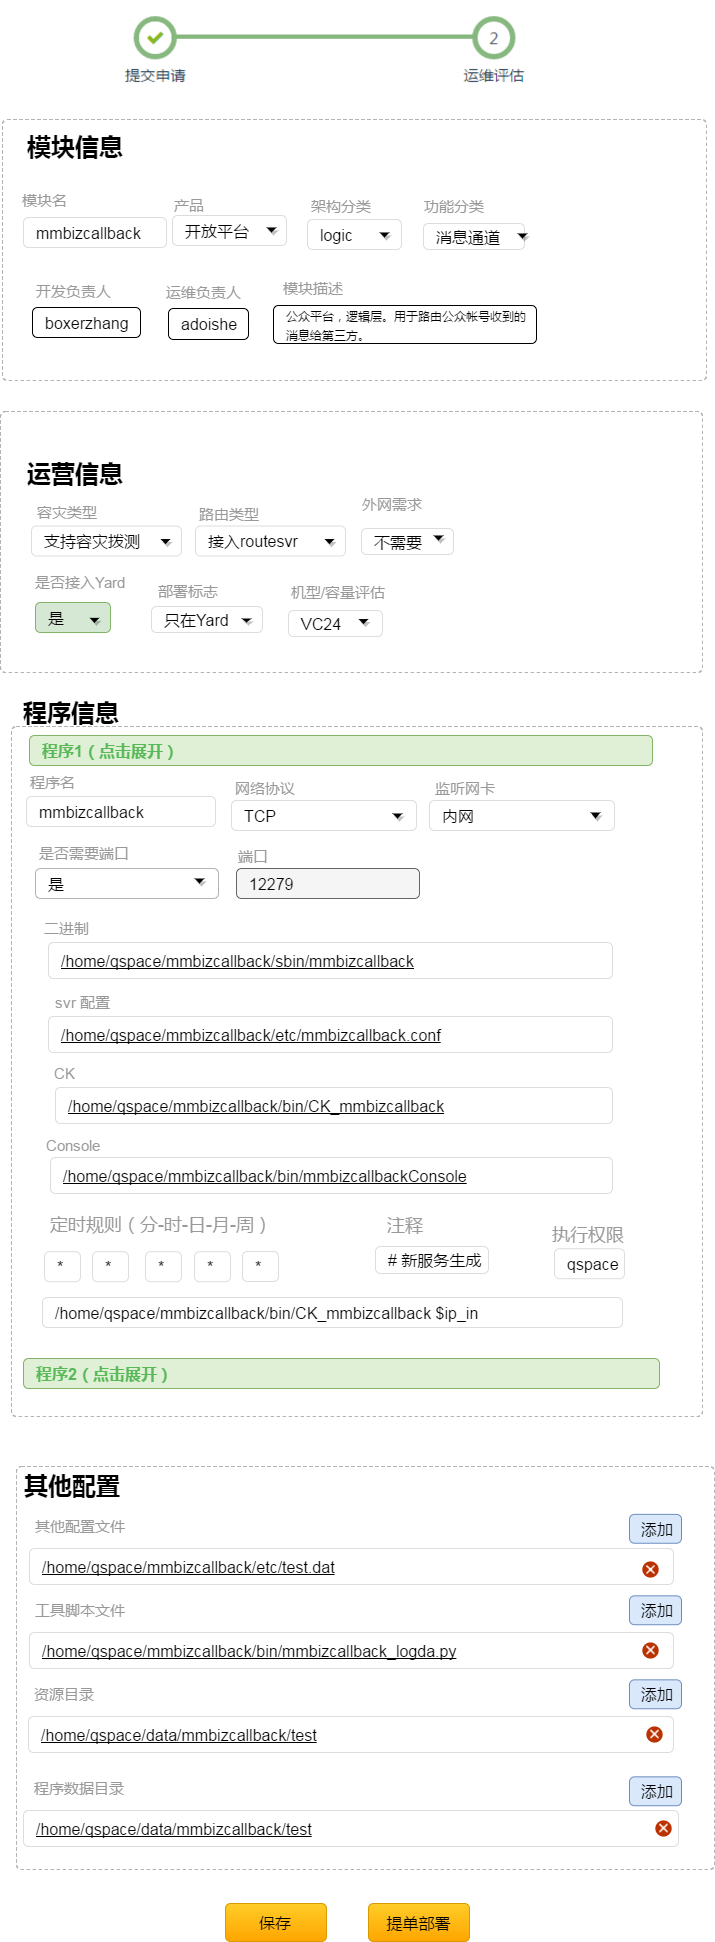 2
提交申请
运维评估
模块信息
模块名
产品
架构分类
功能分类
mmbizcallback
开放平台
logic
消息通道
开发负责人
运维负责人
模块描述
boxerzhang
adoishe
公众平台，逻辑层。用于路由公众帐号收到的
消息给第三方。
运营信息
容灾类型
路由类型
外网需求
支持容灾拨测
接入routesvr
不需要
是否接入Yard
部署标志
机型/容量评估
是
只在Yard
VC24
程序信息
程序1（点击展开）
程序名
网络协议
监听网卡
mmbizcallback
TCP
内网
是否需要端口
端口
是
12279
二进制
/home/qspace/mmbizcallback/sbin/mmbizcallback
svr 配置
/home/qspace/mmbizcallback/etc/mmbizcallback.conf
CK
/home/qspace/mmbizcallback/bin/CK_mmbizcallback
Console
/home/qspace/mmbizcallback/bin/mmbizcallbackConsole
定时规则（分-时-日-月-周）
注释
执行权限
* * * * *
# 新服务生成
qspace
/home/qspace/mmbizcallback/bin/CK_mmbizcallback $ip_in
程序2（点击展开）
其他配置
其他配置文件
添加
/home/qspace/mmbizcallback/etc/test.dat
工具脚本文件
添加
/home/qspace/mmbizcallback/bin/mmbizcallback_logda.py
资源目录
添加
/home/qspace/data/mmbizcallback/test
程序数据目录
添加
/home/qspace/data/mmbizcallback/test
保存
提单部署